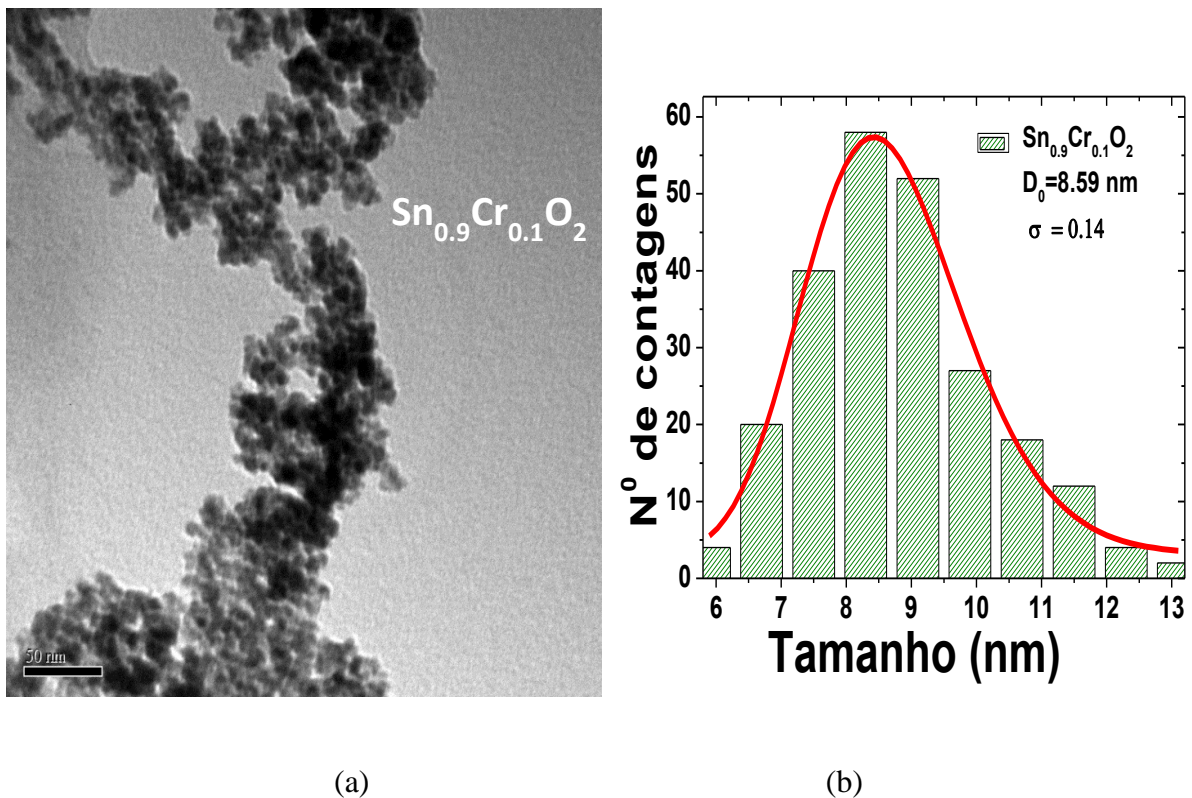 Sn0.9Cr0.1O2
50 nm
60
50
40
30
20
10
0
Nº de contagens
Sn0.9Cr0.1O2
D0=8.59 nm
σ = 0.14
6 7 8 9 10 11 12 13
Tamanho (nm)
(a) (b)